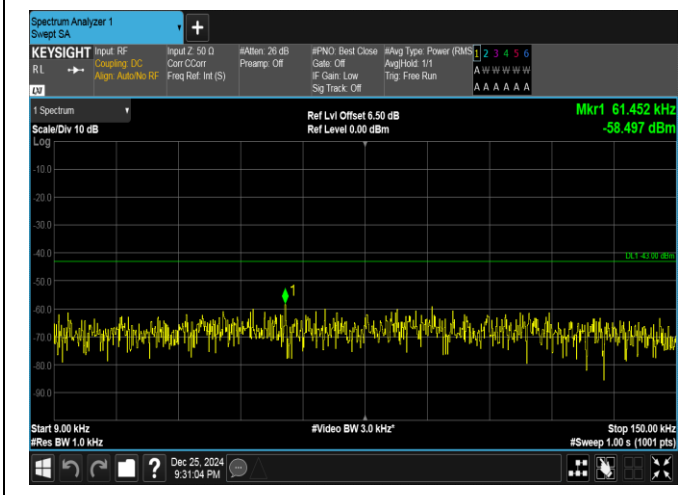 Spectrum Analyzer 1
Swept SA
+
KEYSIGHT Input: RF Input Z: 50 Ω #Atten: 26 dB #PNO: Best Close #Avg Type: Power (RMS 1 2 3 4 5 6
RL Coupling: DC Corr CCorr Preamp: Off Gate: Off Avg|Hold: 1/1 A W W W W W
Align: Auto/No RF Freq Ref: Int (S) IF Gain: Low Trig: Free Run
LXI Sig Track: Off A A A A A A
1 Spectrum Ref Lvl Offset 6.50 dB Mkr1 61.452 kHz
Scale/Div 10 dB Ref Level 0.00 dBm -58.497 dBm
Log
-10.0
-20.0
-30.0
-40.0
DL1 -43.00 dBm
-50.0
1
-60.0
-70.0
-80.0
-90.0
Start 9.00 kHz #Video BW 3.0 kHz* Stop 150.00 kHz
#Res BW 1.0 kHz #Sweep 1.00 s (1001 pts)
? Dec 25, 2024
9:31:04 PM